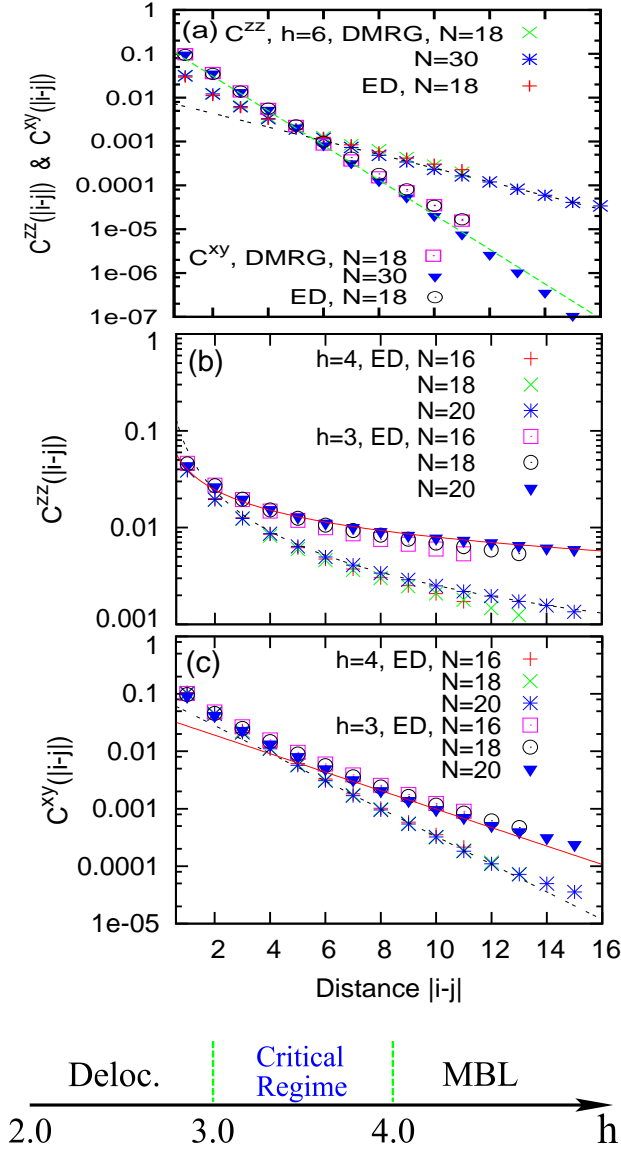 (a)
1
0.1
0.01
0.001
0.0001
1e-05
1e-06
1e-07
C^zz(|i-j|) & C^xy(|i-j|)
C^zz, h=6, DMRG, N=18
N=30
ED, N=18
C^xy, DMRG, N=18
N=30
ED, N=18
(b)
1
0.1
0.01
0.001
C^zz(|i-j|)
h=4, ED, N=16
N=18
N=20
h=3, ED, N=16
N=18
N=20
(c)
1
0.1
0.01
0.001
0.0001
1e-05
C^xy(|i-j|)
h=4, ED, N=16
N=18
N=20
h=3, ED, N=16
N=18
N=20
2 4 6 8 10 12 14 16
Distance |i-j|
Deloc.
Critical
Regime
MBL
2.0 3.0 4.0 h